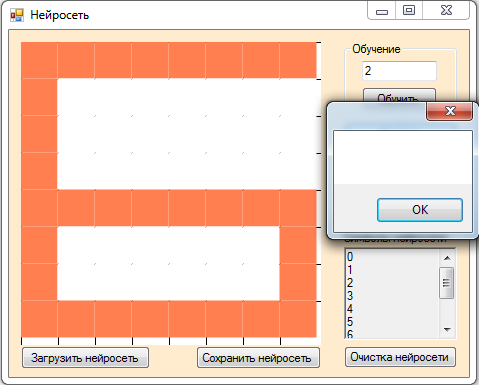 Нейросеть
Обучение
2
Обучить
OK
Символы нейросети
0
1
2
3
4
5
6
Загрузить нейросеть
Сохранить нейросеть
Очистка нейросети